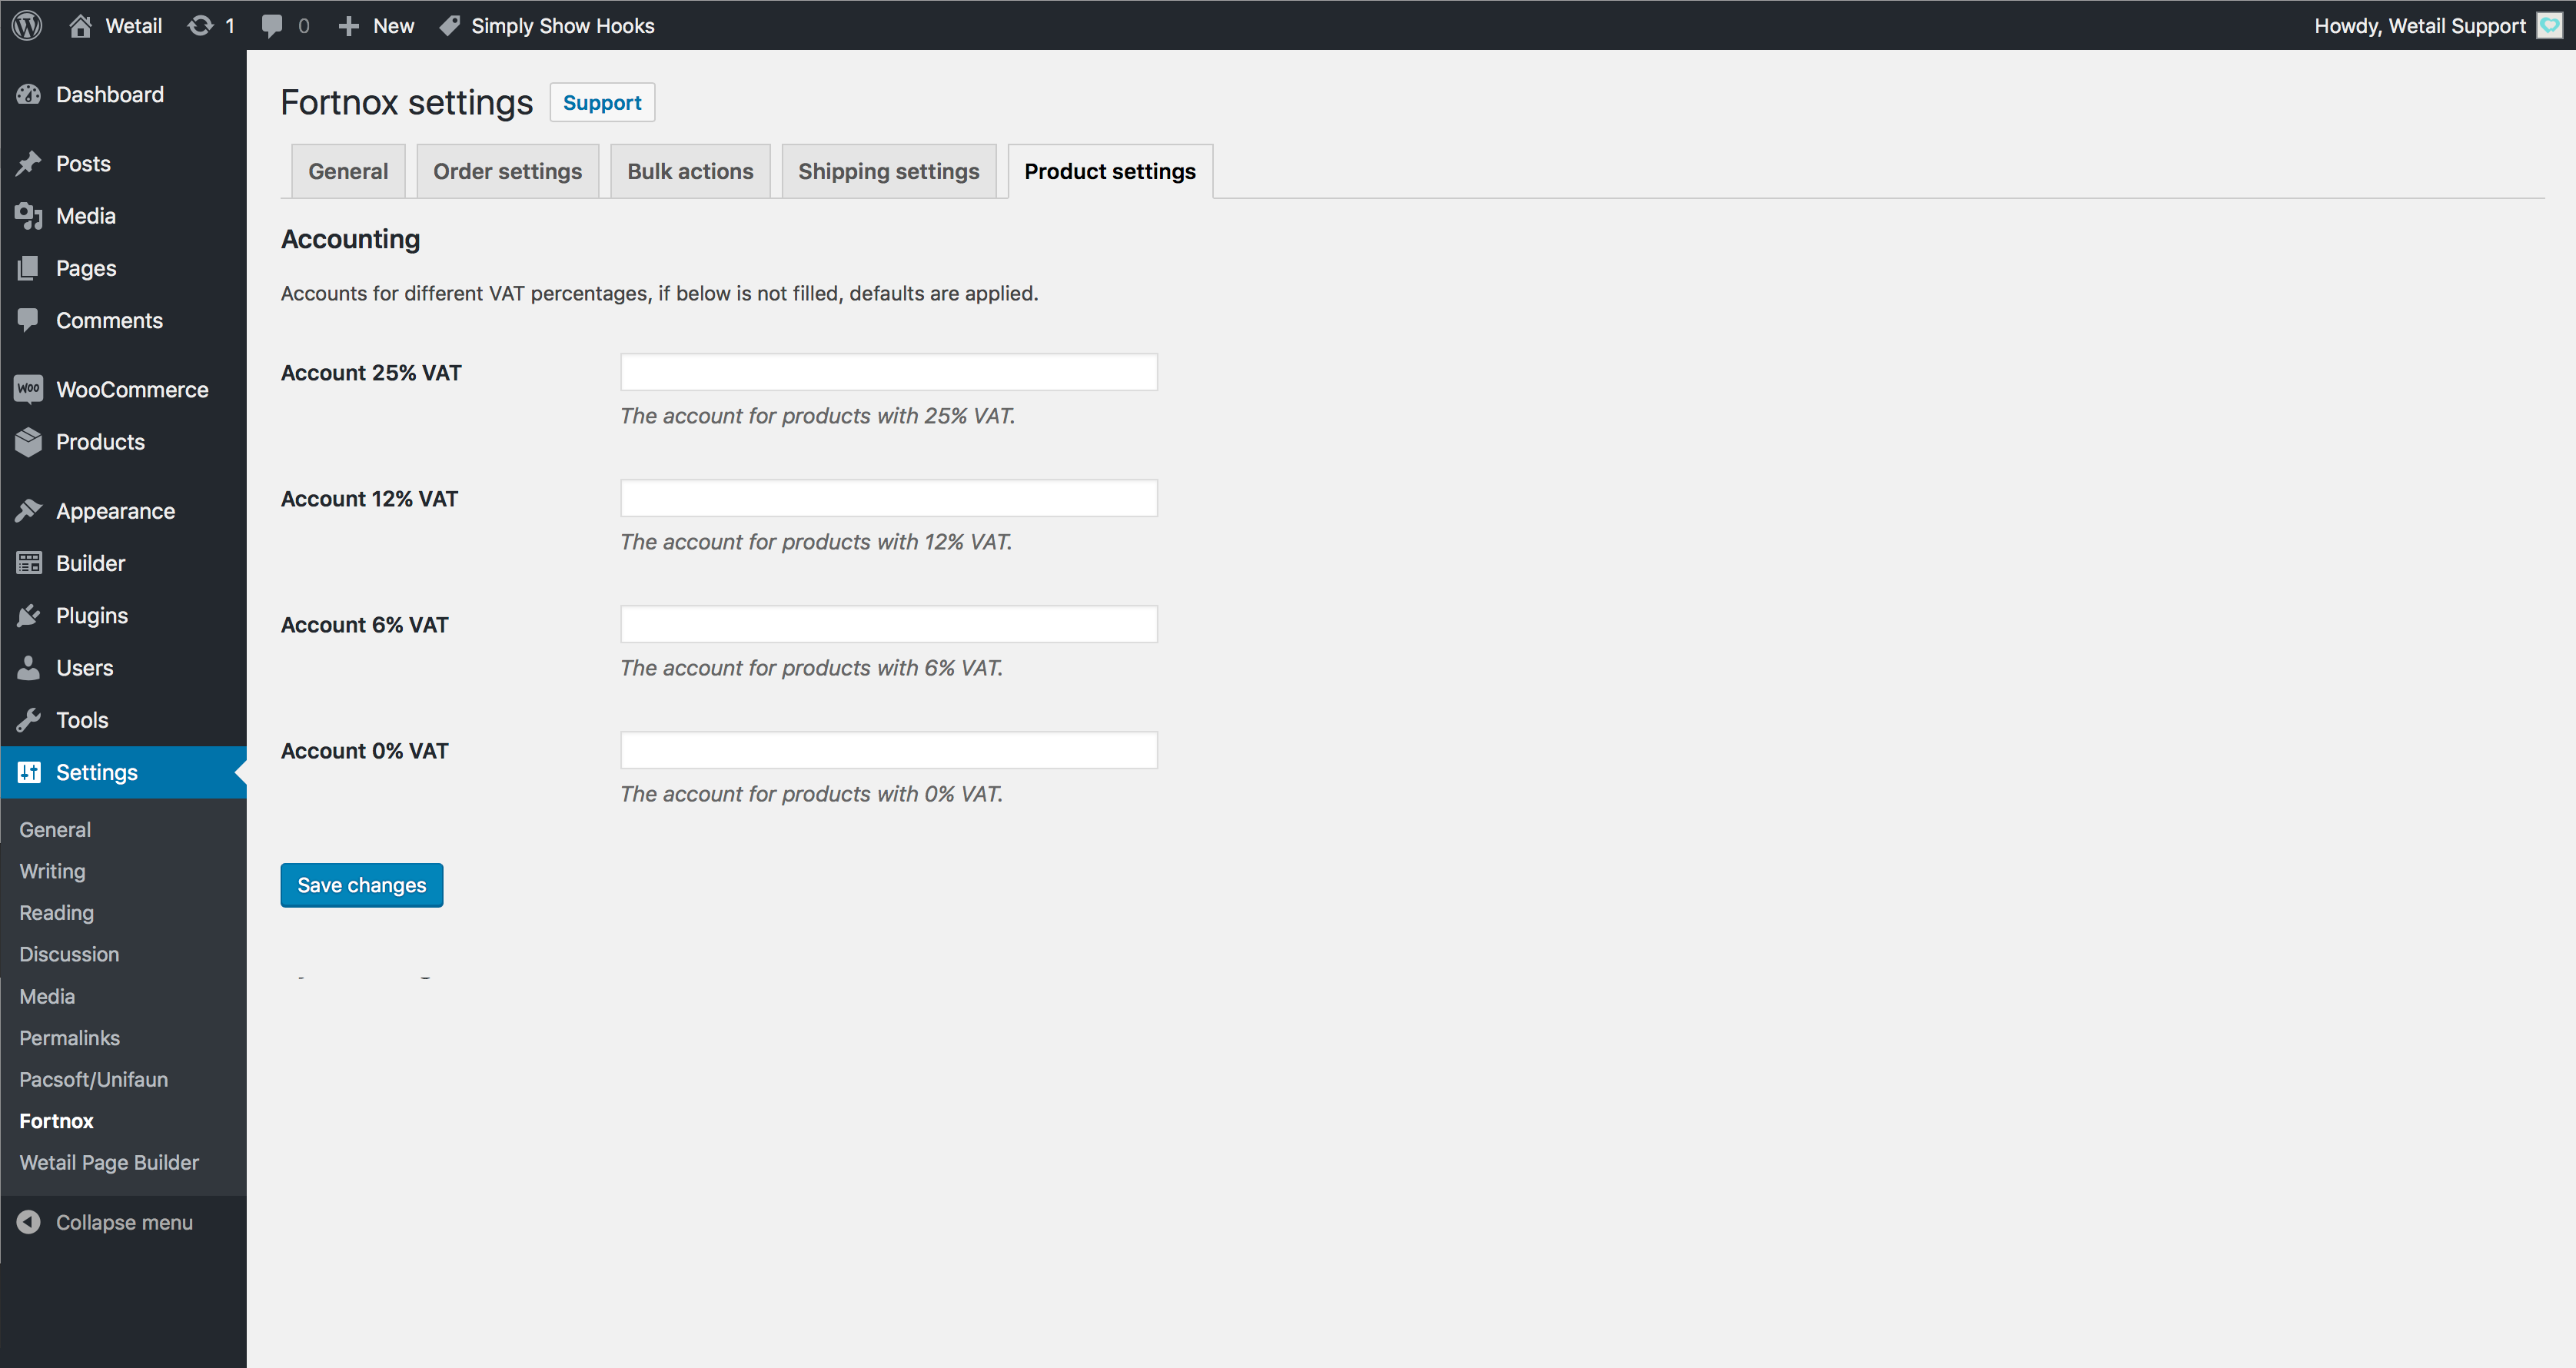 Wetail 1 0 New Simply Show Hooks Howdy, Wetail Support
Dashboard
Posts
Media
Pages
Comments
WOO WooCommerce
Products
Appearance
Builder
Plugins
Users
Tools
Settings
General
Writing
Reading
Discussion
Media
Permalinks
Pacsoft/Unifaun
Fortnox
Wetail Page Builder
Collapse menu
Fortnox settings Support
General Order settings Bulk actions Shipping settings Product settings
Accounting
Accounts for different VAT percentages, if below is not filled, defaults are applied.
Account 25% VAT
The account for products with 25% VAT.
Account 12% VAT
The account for products with 12% VAT.
Account 6% VAT
The account for products with 6% VAT.
Account 0% VAT
The account for products with 0% VAT.
Save changes